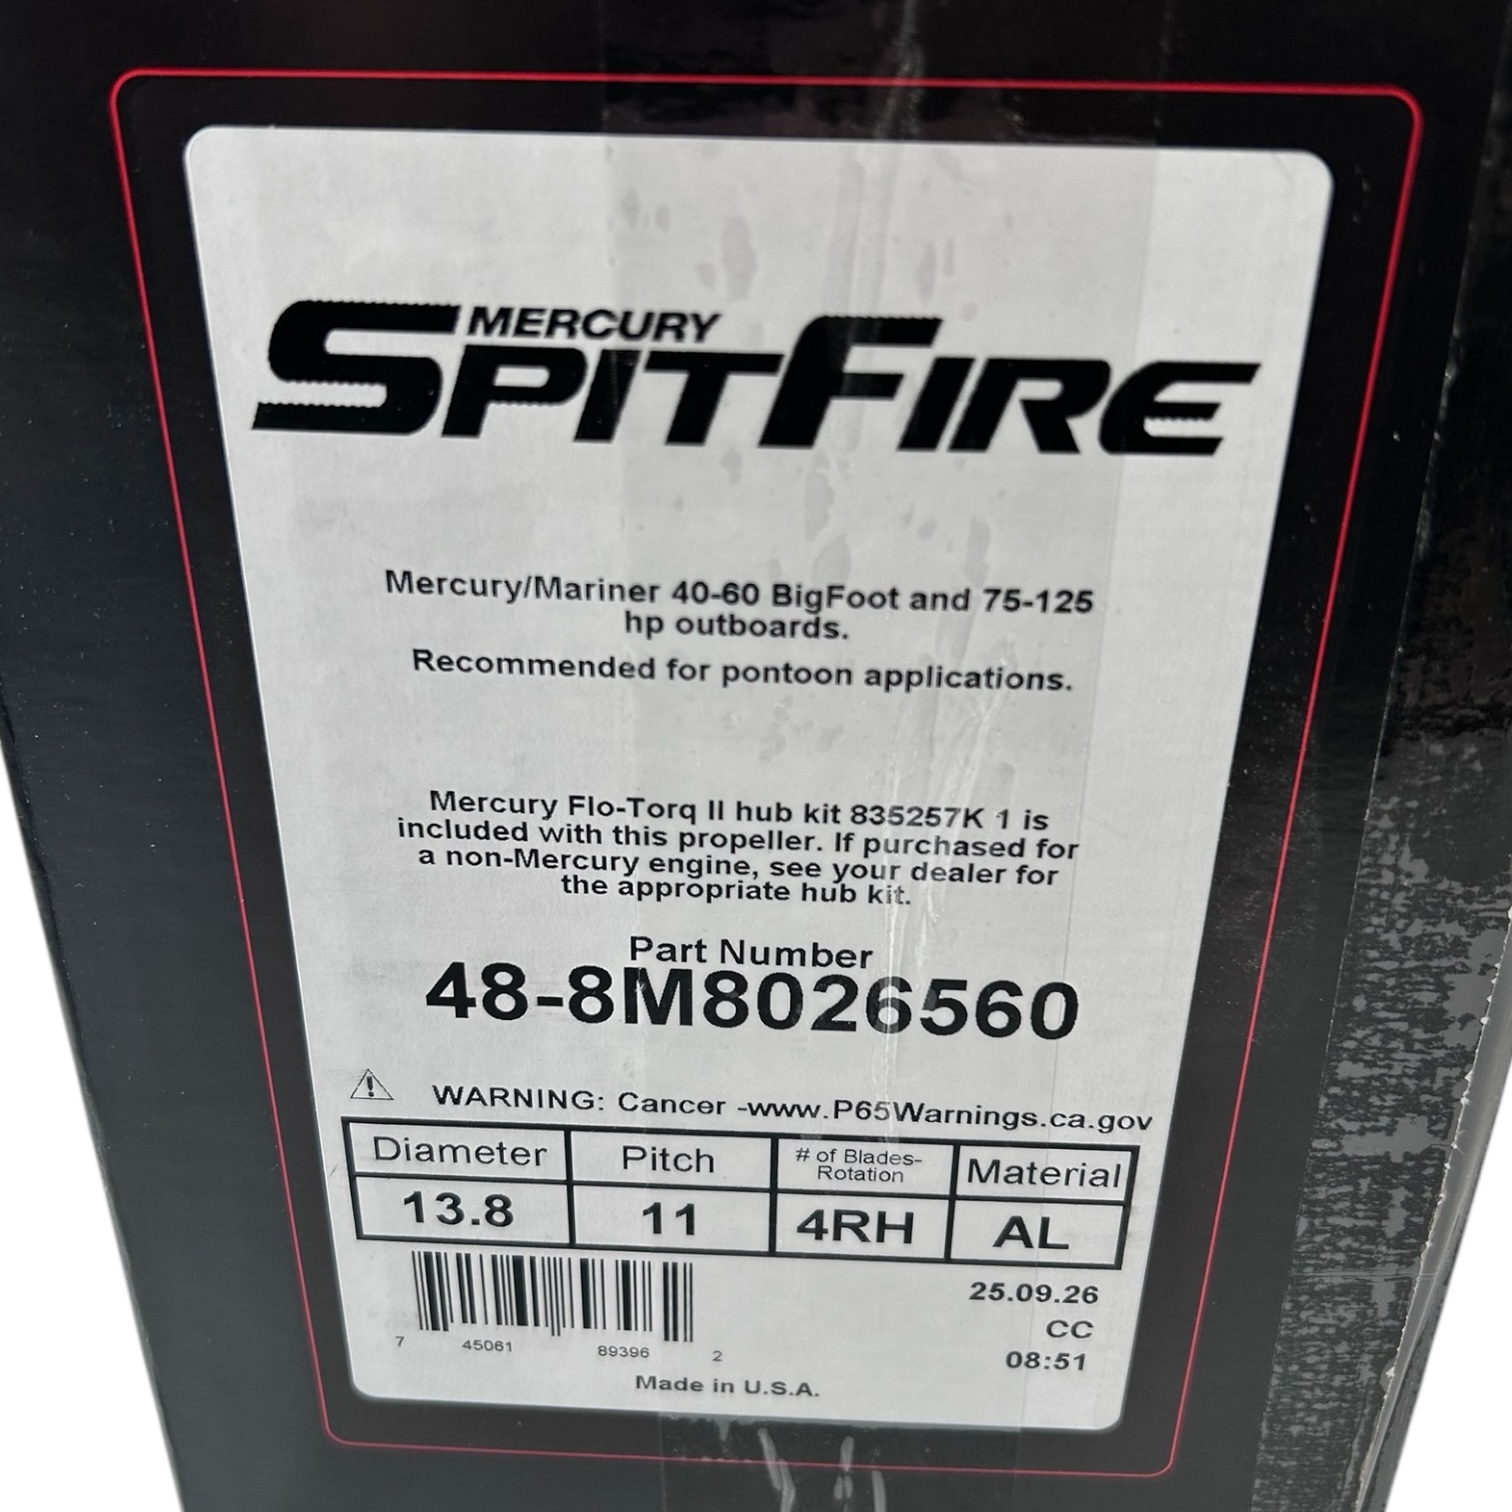 MERCURY
SPITFIRE
Mercury/Mariner 40-60 BigFoot and 75-125
hp outboards.
Recommended for pontoon applications.
Mercury Flo-Torq II hub kit 835257K 1 is
included with this propeller. If purchased for
a non-Mercury engine, see your dealer for
the appropriate hub kit.
Part Number
48-8M8026560
WARNING: Cancer -www.P65Warnings.ca.gov
Diameter Pitch # of Blades- Material
Rotation
13.8 11 4RH AL
25.09.26
CC
08:51
7 45061 89396 2
Made in U.S.A.